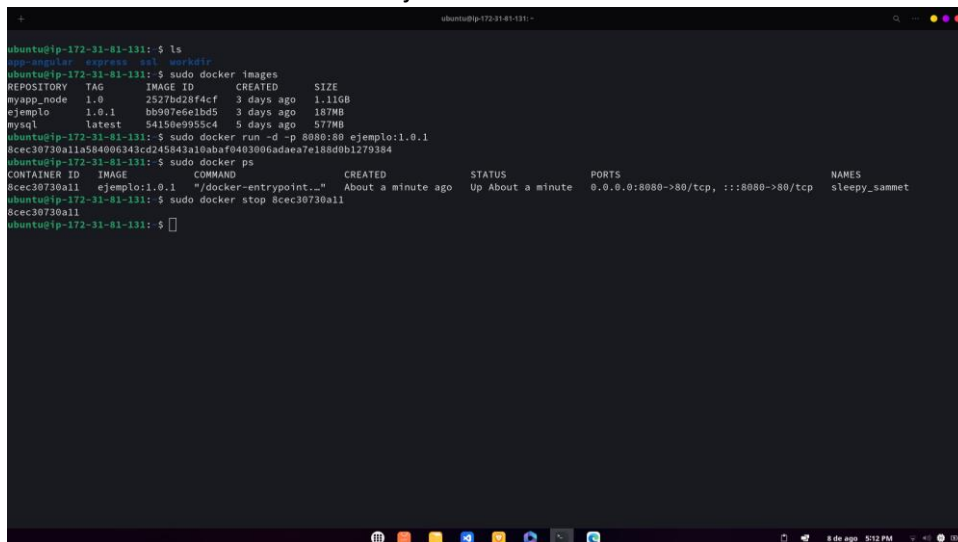 ubuntu@ip-172-31-81-131: ~
ubuntu@ip-172-31-81-131:~$ ls
app-angular express ssl workdir
ubuntu@ip-172-31-81-131:~$ sudo docker images
REPOSITORY TAG IMAGE ID CREATED SIZE
myapp_node 1.0 2527bd28f4cf 3 days ago 1.11GB
ejemplo 1.0.1 bb907e6e1bd5 3 days ago 187MB
mysql latest 54150e9955c4 5 days ago 577MB
ubuntu@ip-172-31-81-131:~$ sudo docker run -d -p 8080:80 ejemplo:1.0.1
8cec30730a11a584006343cd245843a10abaf0403006adaea7e188d0b1279384
ubuntu@ip-172-31-81-131:~$ sudo docker ps
CONTAINER ID IMAGE COMMAND CREATED STATUS PORTS NAMES
8cec30730a11 ejemplo:1.0.1 "/docker-entrypoint.…" About a minute ago Up About a minute 0.0.0.0:8080->80/tcp, :::8080->80/tcp sleepy_sammet
ubuntu@ip-172-31-81-131:~$ sudo docker stop 8cec30730a11
8cec30730a11
ubuntu@ip-172-31-81-131:~$
8 de ago 5:12 PM